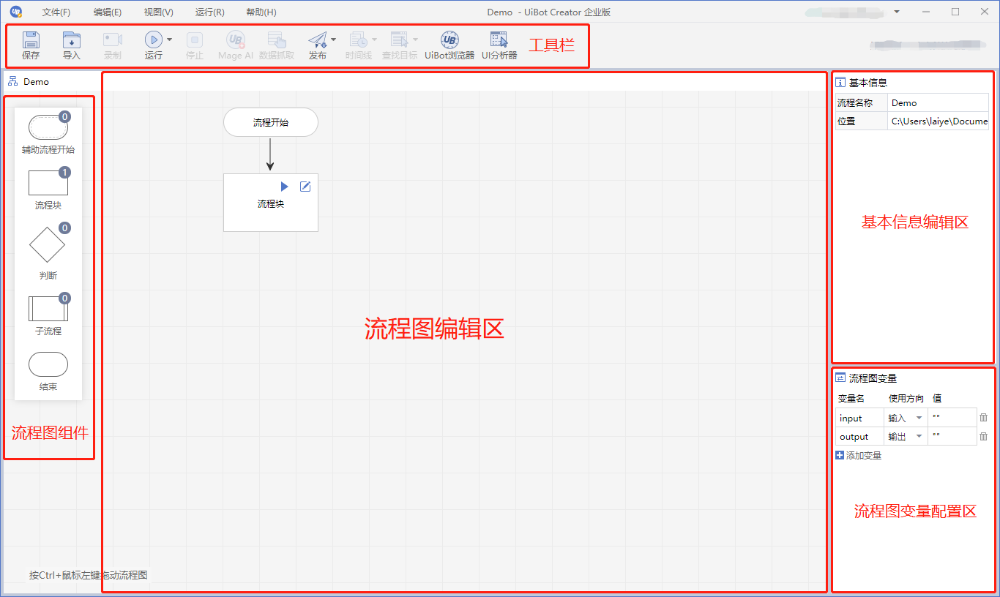 UB 文件(F) 编辑(E) 视图(V) 运行(R) 帮助(H) Demo - UiBot Creator 企业版
保存 导入 录制 运行 停止 Mage AI 数据抓取 发布 时间线 查找目标 UiBot浏览器 UI分析器 工具栏
Demo
0
辅助流程开始
1
流程块
0
判断
0
子流程
结束
流程图组件
按Ctrl+鼠标左键拖动流程图
流程开始
流程块
流程图编辑区
基本信息
流程名称 Demo
位置 C:\Users\laiye\Docume
基本信息编辑区
流程图变量
变量名 使用方向 值
input 输入 ""
output 输出 ""
添加变量
流程图变量配置区